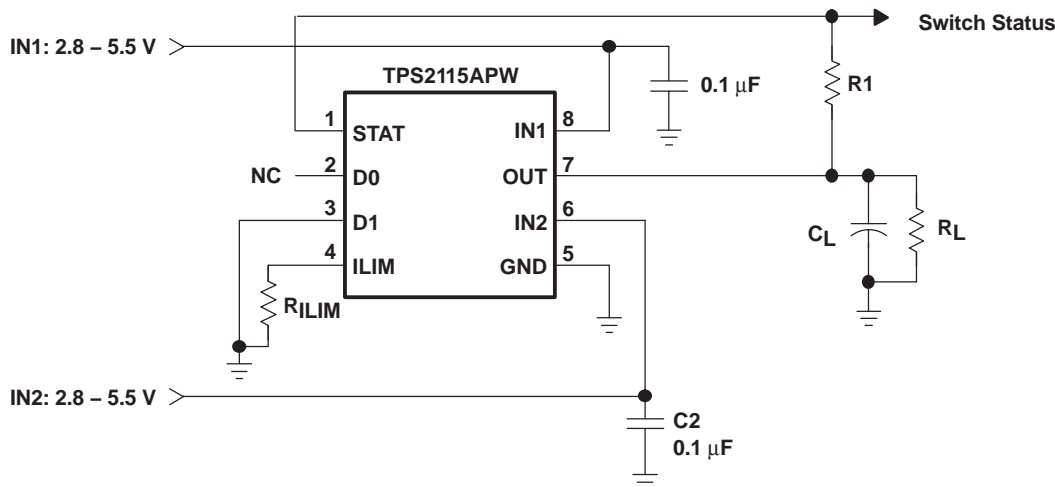 Switch Status
IN1: 2.8 – 5.5 V
TPS2115APW
0.1 μF
R1
1
STAT
IN1
8
NC
2
D0
OUT
7
3
D1
IN2
6
4
ILIM
GND
5
CL
RL
RILIM
IN2: 2.8 – 5.5 V
C2
0.1 μF